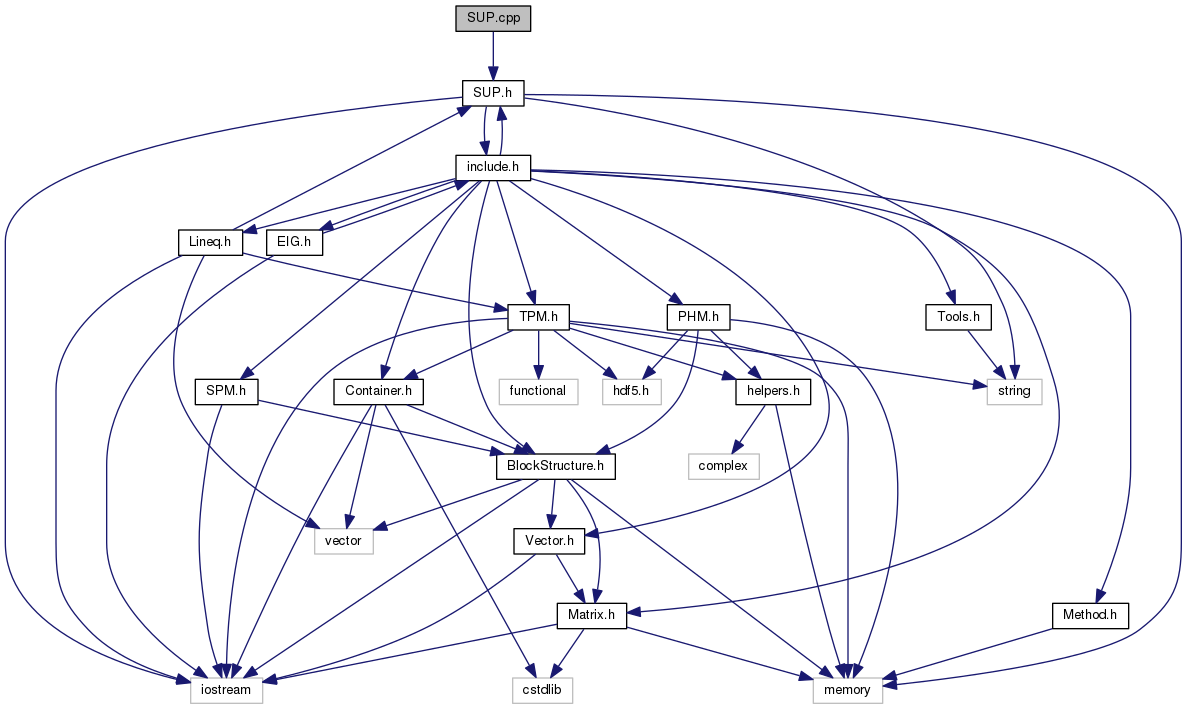 SUP.cpp
SUP.h
include.h
Lineq.h
EIG.h
TPM.h
PHM.h
Tools.h
SPM.h
Container.h
functional
hdf5.h
helpers.h
string
BlockStructure.h
complex
vector
Vector.h
Matrix.h
Method.h
iostream
cstdlib
memory